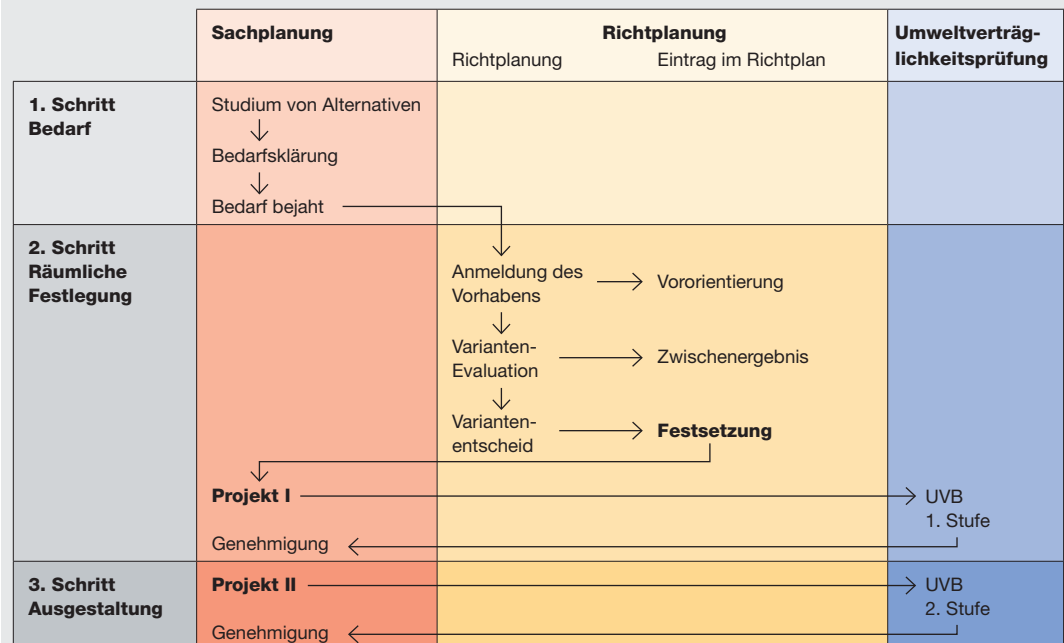 Sachplanung
Richtplanung
Umweltverträg-
lichkeitsprüfung
Richtplanung
Eintrag im Richtplan
1. Schritt
Bedarf
Studium von Alternativen
Bedarfsklärung
Bedarf bejaht
2. Schritt
Räumliche
Festlegung
Anmeldung des
Vorhabens
Vororientierung
Varianten-
Evaluation
Zwischenergebnis
Varianten-
entscheid
Festsetzung
Projekt I
UVB
1. Stufe
Genehmigung
3. Schritt
Ausgestaltung
Projekt II
UVB
2. Stufe
Genehmigung